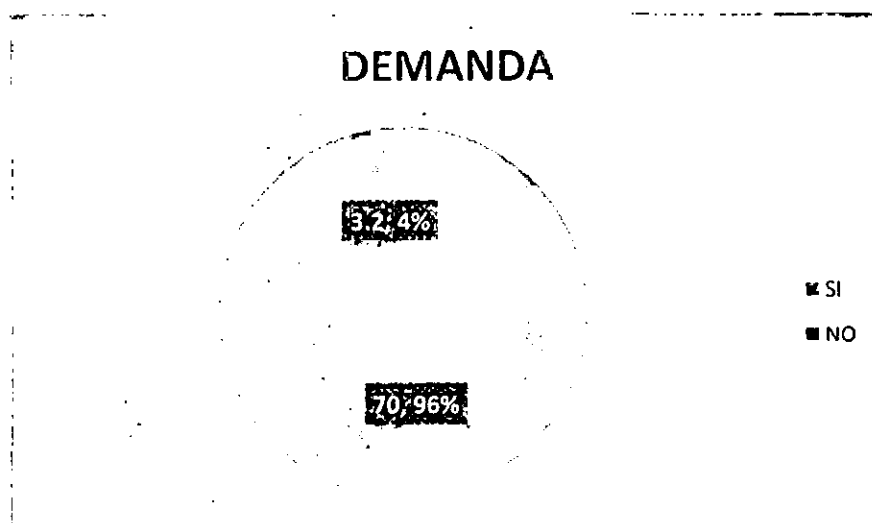 DEMANDA
3.2; 4%
SI
NO
70; 96%